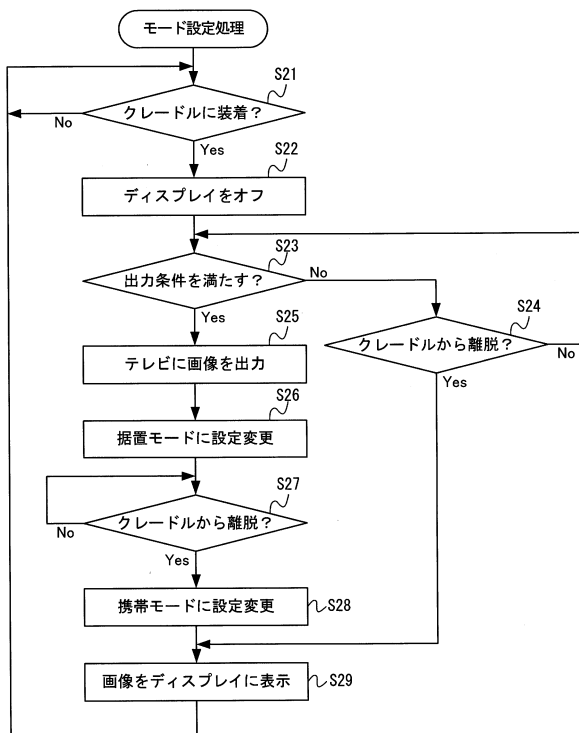 モード設定処理
S21
クレードルに装着？
No
Yes
S22
ディスプレイをオフ
S23
出力条件を満たす？
No
Yes
S24
クレードルから離脱？
No
Yes
S25
テレビに画像を出力
S26
据置モードに設定変更
S27
クレードルから離脱？
No
Yes
携帯モードに設定変更
S28
画像をディスプレイに表示
S29